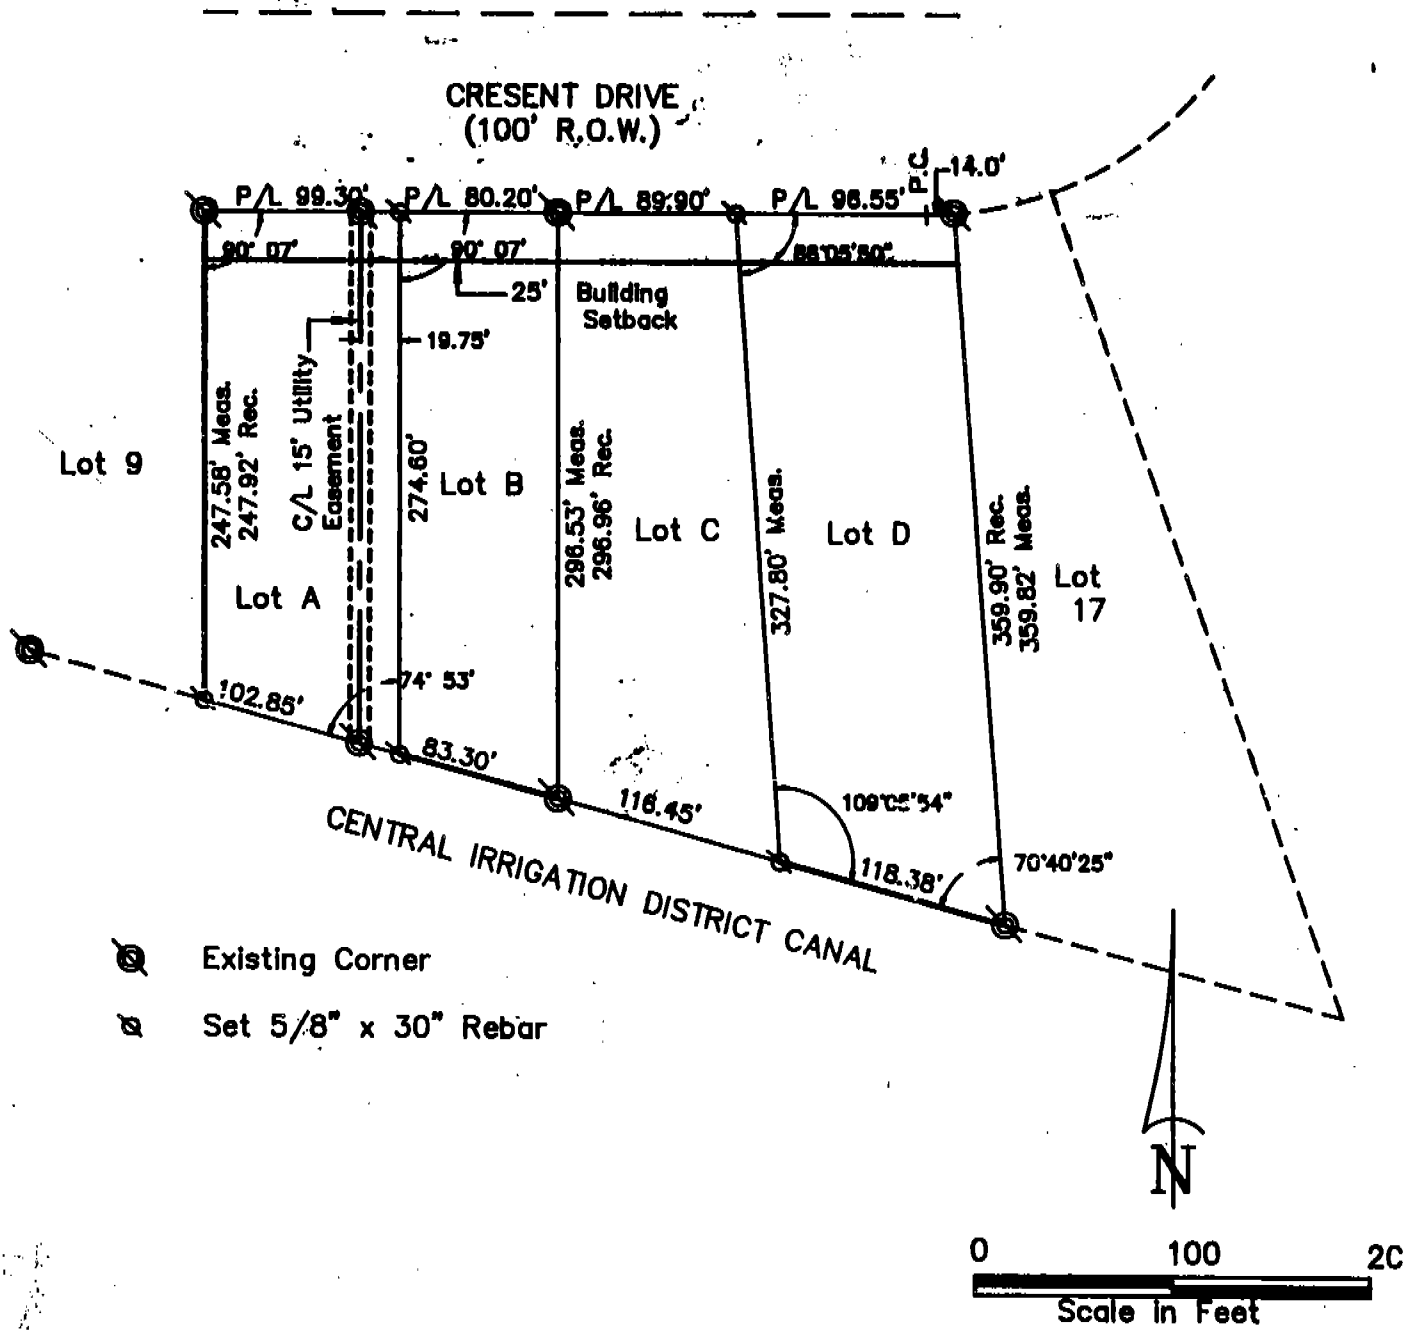 CRESENT DRIVE
(100' R.O.W.)
P.C.
14.0'
P/L 99.30'
P/L 80.20'
P/L 89.90'
P/L 96.55'
90° 07'
90° 07'
88°05'50"
25'
Building
Setback
19.75'
C/L 15' Utility
Easement
247.58' Meas.
247.92' Rec.
274.60'
296.53' Meas.
296.96' Rec.
327.80' Meas.
359.90' Rec.
359.82' Meas.
Lot 9
Lot A
Lot B
Lot C
Lot D
Lot
17
74° 53'
102.85'
83.30'
116.45'
118.38'
109°05'54"
70°40'25"
CENTRAL IRRIGATION DISTRICT CANAL
Existing Corner
Set 5/8" x 30" Rebar
N
0 100 20
Scale in Feet